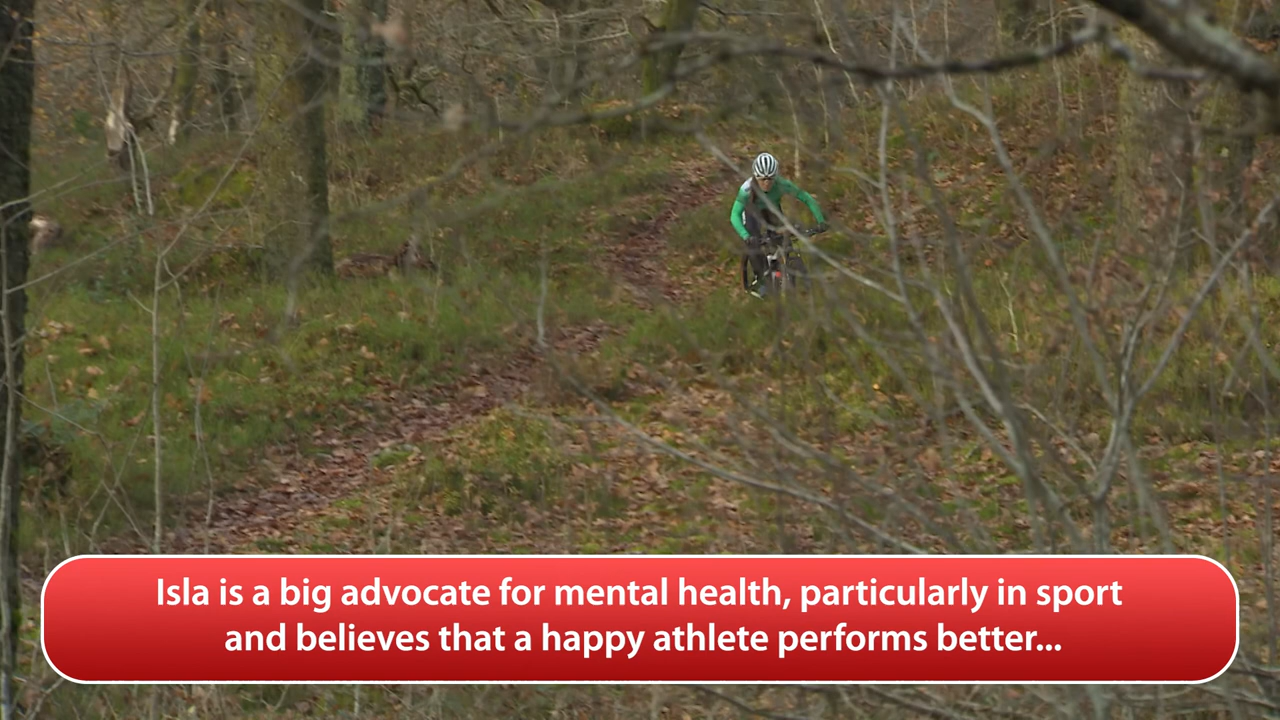 Isla is a big advocate for mental health, particularly in sport
and believes that a happy athlete performs better...